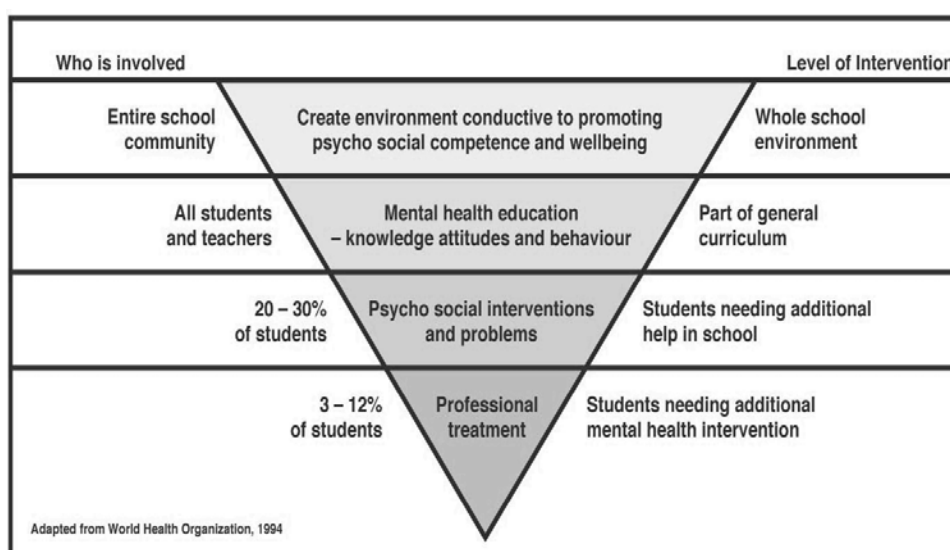 Who is involved
Level of Intervention
Entire school
community
Create environment conductive to promoting
psycho social competence and wellbeing
Whole school
environment
All students
and teachers
Mental health education
– knowledge attitudes and behaviour
Part of general
curriculum
20 – 30%
of students
Psycho social interventions
and problems
Students needing additional
help in school
3 – 12%
of students
Professional
treatment
Students needing additional
mental health intervention
Adapted from World Health Organization, 1994